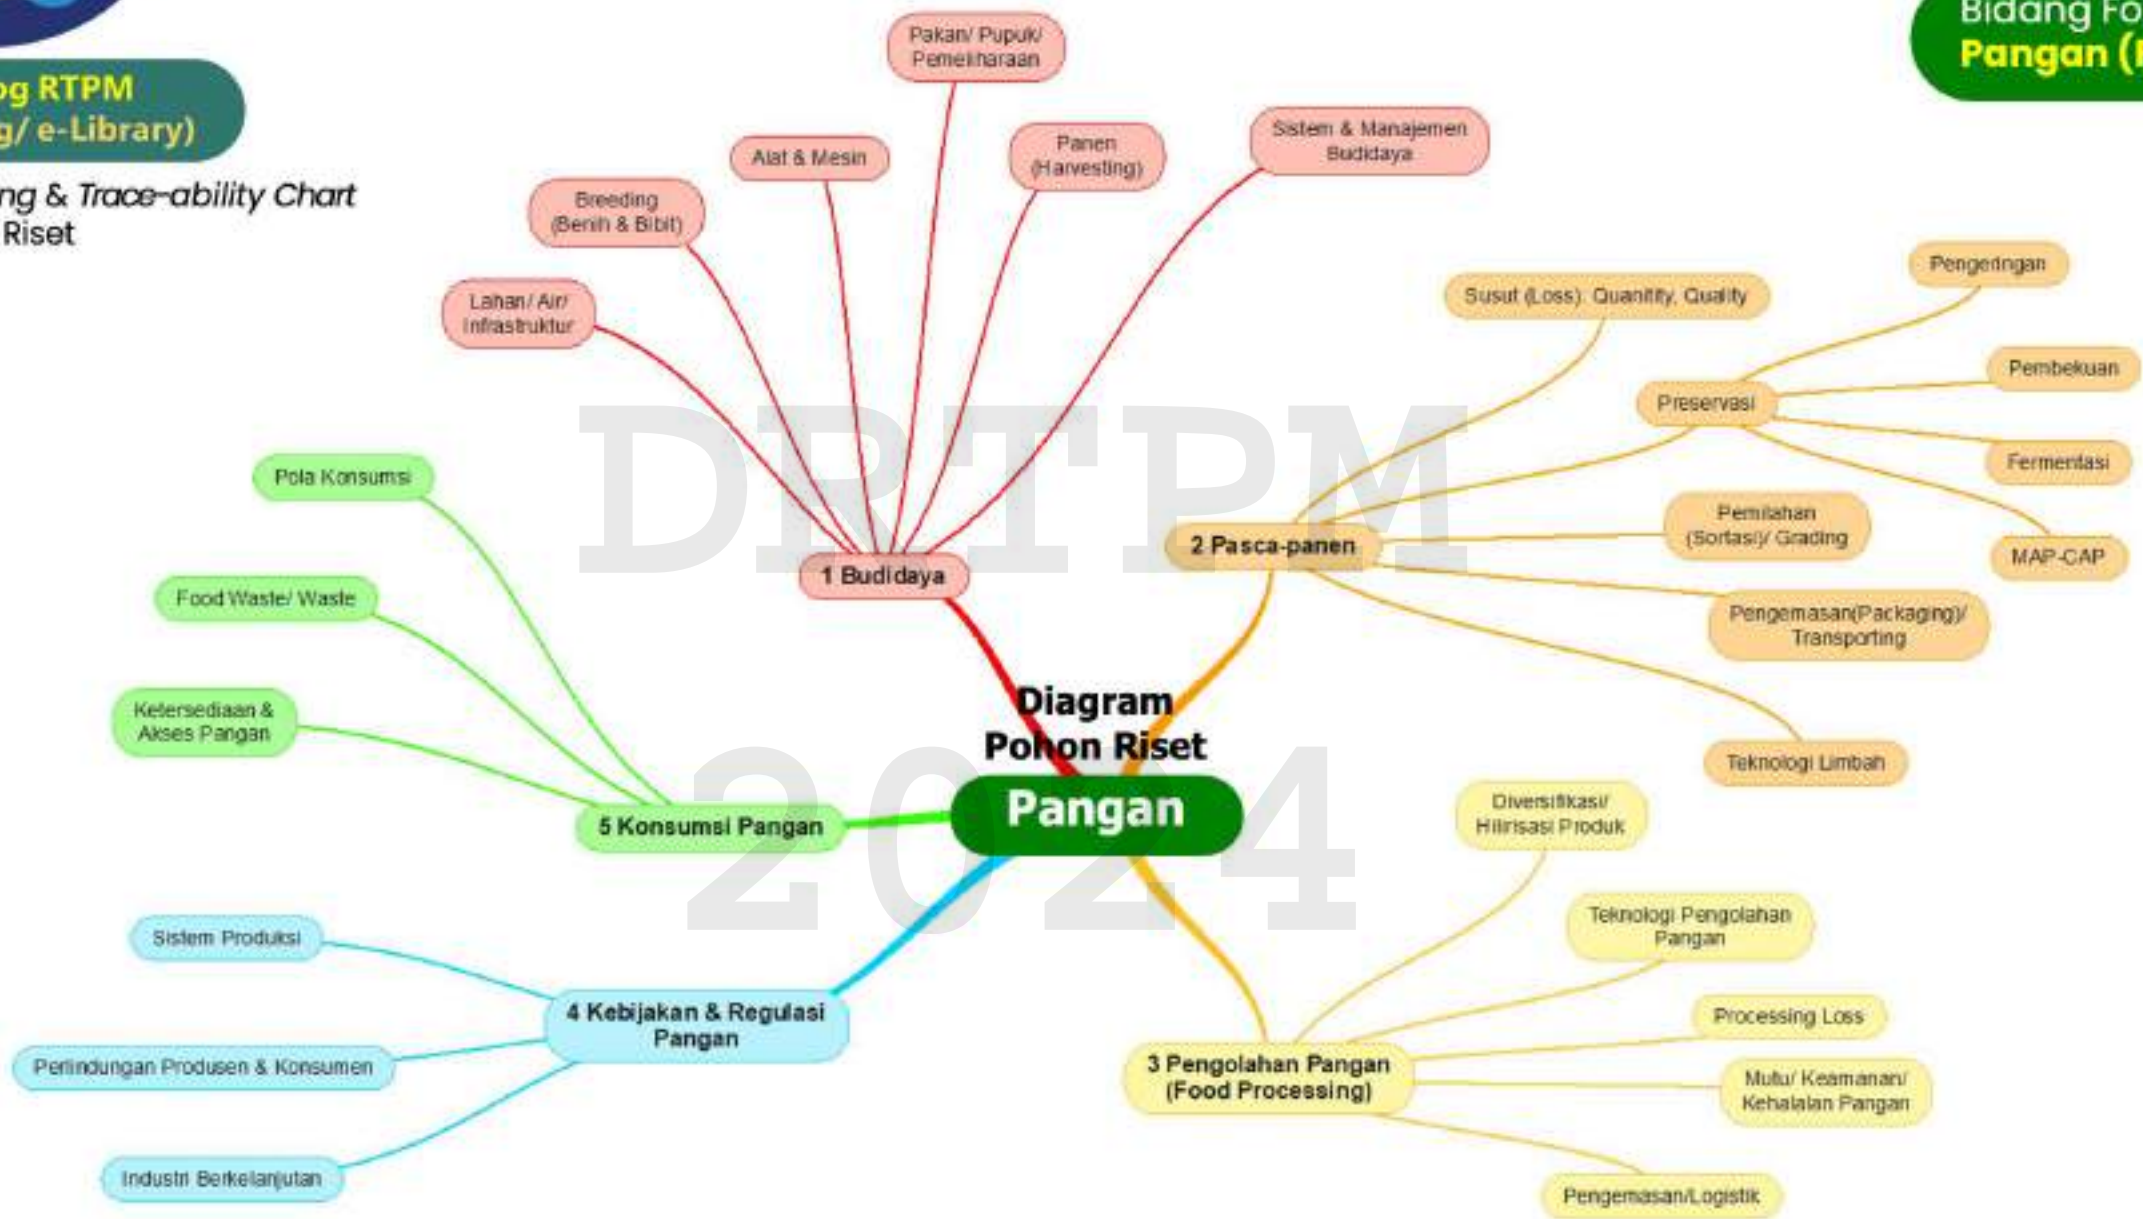 og RTPM
g/ e-Library)
ng & Trace-ability Chart
Riset
Bidang Fo
Pangan (
Pakan/ Pupuk/
Pemeliharaan
Alat & Mesin
Panen
(Harvesting)
Sistem & Manajemen
Budidaya
Breeding
(Benih & Bibit)
Lahan/ Air/
Infrastruktur
1 Budidaya
Susut (Loss): Quanitity, Quality
Pengeringan
Pembekuan
Preservasi
Fermentasi
MAP-CAP
Pemilahan
(Sortasi)/ Grading
2 Pasca-panen
Pengemasan(Packaging)/
Transporting
Teknologi Limbah
Diagram
Pohon Riset
Pangan
Diversifikasi/
Hilirisasi Produk
Teknologi Pengolahan
Pangan
Processing Loss
3 Pengolahan Pangan
(Food Processing)
Mutu/ Keamanan/
Kehalalan Pangan
Pengemasan/Logistik
4 Kebijakan & Regulasi
Pangan
Sistem Produksi
Perlindungan Produsen & Konsumen
Industri Berkelanjutan
5 Konsumsi Pangan
Pola Konsumsi
Food Waste/ Waste
Ketersediaan &
Akses Pangan
DRTPM
2024